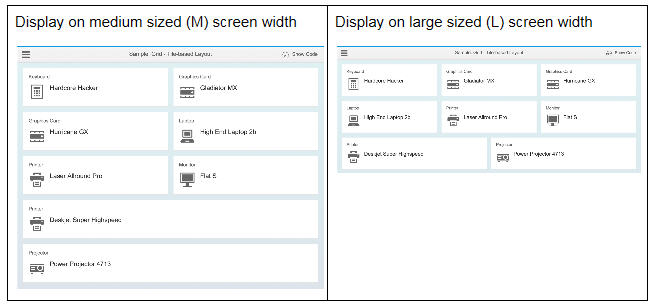 Display on medium sized (M) screen width
Sample: Grid - Tile-based Layout
Show Code
Keyboard
Hardcore Hacker
Graphics Card
Gladiator MX
Graphics Card
Hurricane GX
Laptop
High End Laptop 2b
Printer
Laser Allround Pro
Monitor
Flat S
Printer
Deskjet Super Highspeed
Projector
Power Projector 4713
Display on large sized (L) screen width
Sample: Grid - Tile-based Layout
Show Code
Keyboard
Hardcore Hacker
Graphics Card
Gladiator MX
Graphics Card
Hurricane GX
Laptop
High End Laptop 2b
Printer
Laser Allround Pro
Monitor
Flat S
Printer
Deskjet Super Highspeed
Projector
Power Projector 4713